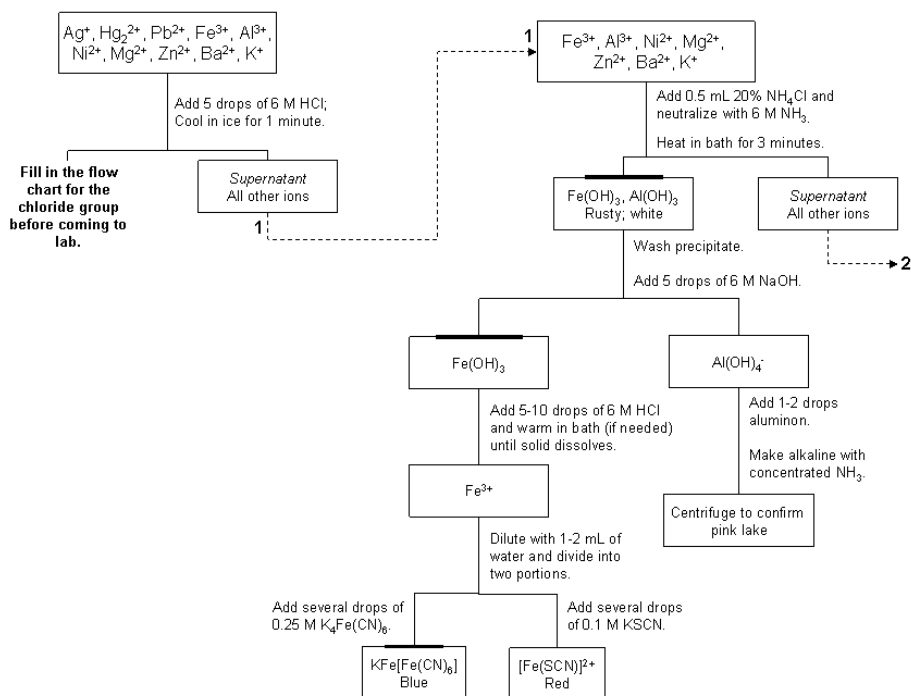 Ag⁺, Hg₂²⁺, Pb²⁺, Fe³⁺, Al³⁺,
Ni²⁺, Mg²⁺, Zn²⁺, Ba²⁺, K⁺
Add 5 drops of 6 M HCl;
Cool in ice for 1 minute.
Fill in the flow
chart for the
chloride group
before coming to
lab.
Supernatant
All other ions
1
1
Fe³⁺, Al³⁺, Ni²⁺, Mg²⁺,
Zn²⁺, Ba²⁺, K⁺
Add 0.5 mL 20% NH₄Cl and
neutralize with 6 M NH₃.
Heat in bath for 3 minutes.
Fe(OH)₃, Al(OH)₃
Rusty; white
Supernatant
All other ions
2
Wash precipitate.
Add 5 drops of 6 M NaOH.
Fe(OH)₃
Al(OH)₄⁻
Add 5-10 drops of 6 M HCl
and warm in bath (if needed)
until solid dissolves.
Add 1-2 drops
aluminon.
Make alkaline with
concentrated NH₃.
Fe³⁺
Centrifuge to confirm
pink lake
Dilute with 1-2 mL of
water and divide into
two portions.
Add several drops of
0.25 M K₄Fe(CN)₆.
Add several drops
of 0.1 M KSCN.
KFe[Fe(CN)₆]
Blue
[Fe(SCN)]²⁺
Red